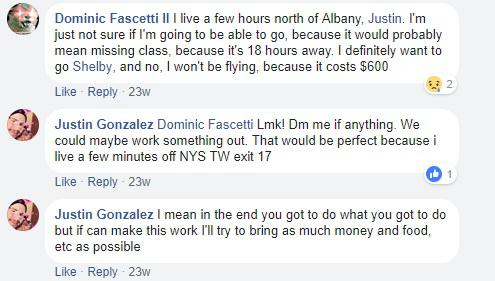 Dominic Fascetti II I live a few hours north of Albany, Justin. I'm
just not sure if I'm going to be able to go, because it would probably
mean missing class, because it's 18 hours away. I definitely want to
go Shelby, and no, I won't be flying, because it costs $600
2
Like · Reply · 23w
Justin Gonzalez Dominic Fascetti Lmk! Dm me if anything. We
could maybe work something out. That would be perfect because i
live a few minutes off NYS TW exit 17
1
Like · Reply · 23w
Justin Gonzalez I mean in the end you got to do what you got to do
but if can make this work I'll try to bring as much money and food,
etc as possible
Like · Reply · 23w